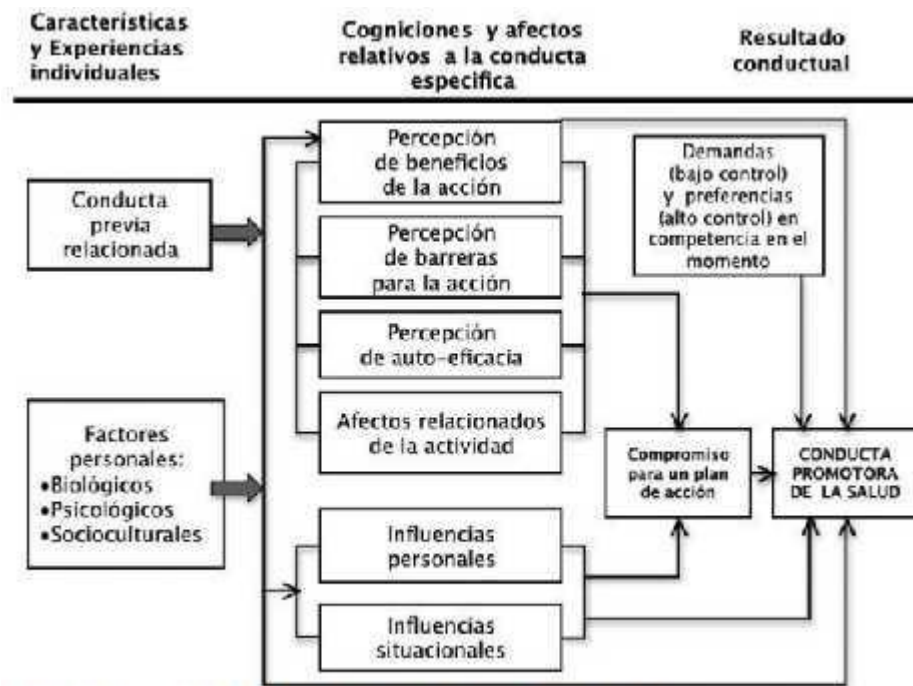 Características
y Experiencias
individuales
Cogniciones y afectos
relativos a la conducta
especifica
Resultado
conductual
Conducta
previa
relacionada
Factores
personales:
•Biológicos
•Psicológicos
•Socioculturales
Percepción
de beneficios
de la acción
Percepción
de barreras
para la acción
Percepción
de auto-eficacia
Afectos relacionados
de la actividad
Influencias
personales
Influencias
situacionales
Demandas
(bajo control)
y preferencias
(alto control) en
competencia en el
momento
Compromiso
para un plan
de acción
CONDUCTA
PROMOTORA
DE LA SALUD